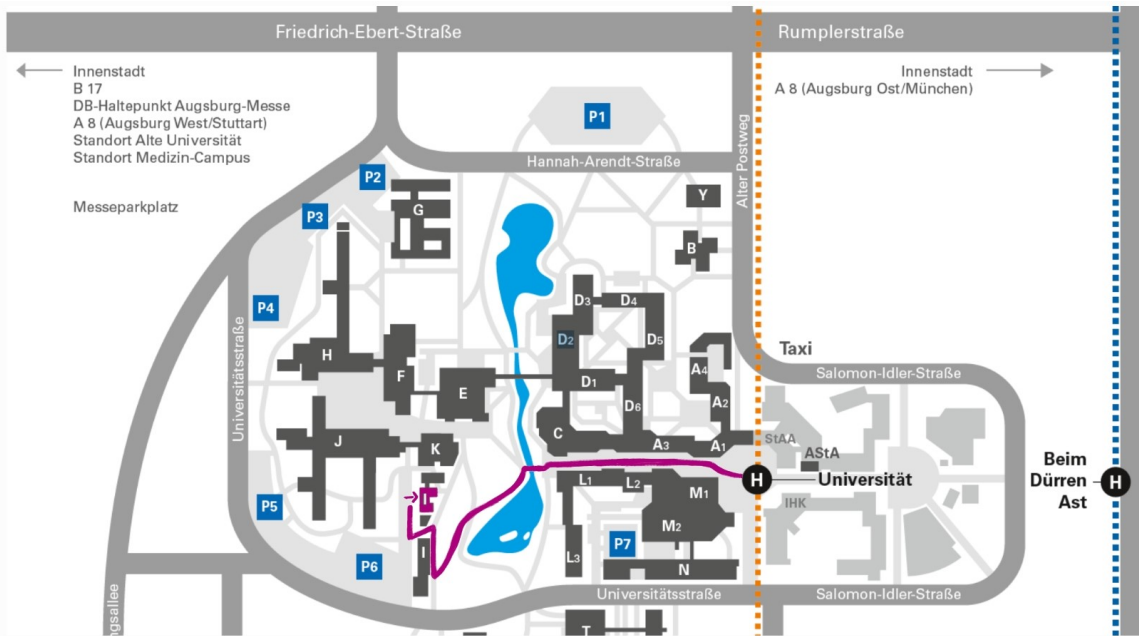 Friedrich-Ebert-Straße
Rumplerstraße
Innenstadt
B 17
DB-Haltepunkt Augsburg-Messe
A 8 (Augsburg West/Stuttart)
Standort Alte Universität
Standort Medizin-Campus
Messeparkplatz
Innenstadt
A 8 (Augsburg Ost/München)
P1
Hannah-Arendt-Straße
Alter Postweg
P2
P3
G
Y
B
P4
D3
D4
D2
D5
H
F
E
D1
D6
A4
A2
Taxi
Salomon-Idler-Straße
Universitätsstraße
J
K
C
A3
A1
StAA
AStA
H
Universität
Beim
Dürren
Ast
H
L1
L2
M1
IHK
P5
M2
P7
L3
I
P6
N
Universitätsstraße
Salomon-Idler-Straße
T